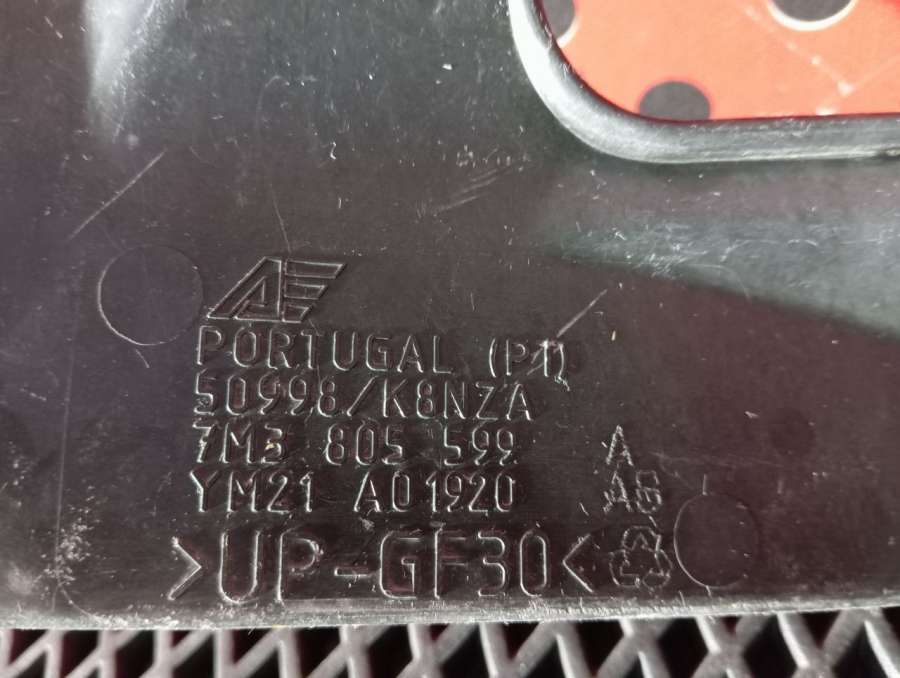 AE
PORTUGAL (PT)
50998/K8NZA
7M3 805 599 A
YM21 A01920 AB
>UP-GF30<